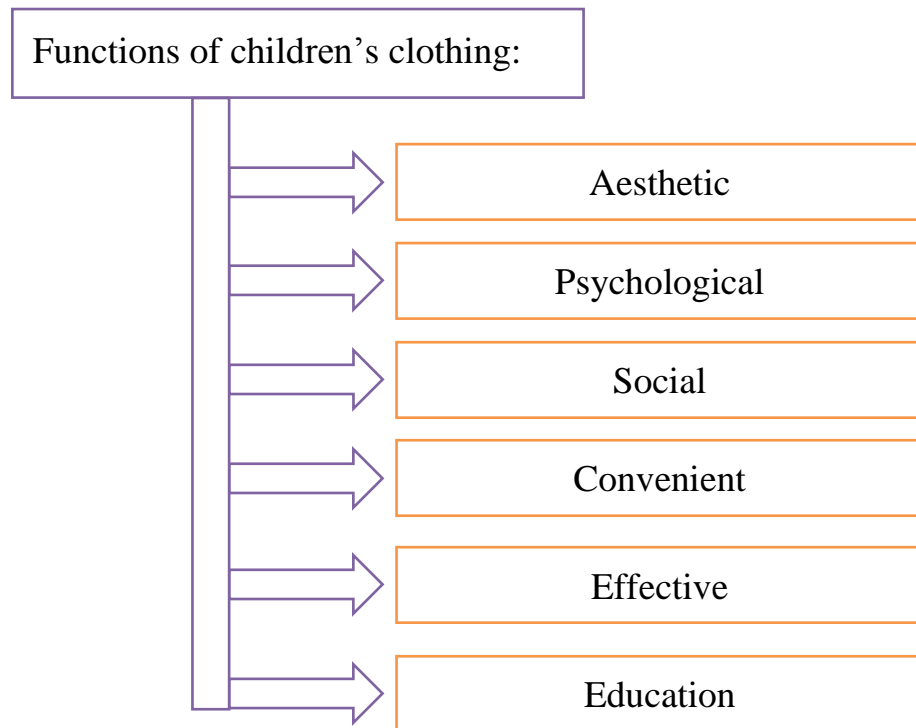 Functions of children’s clothing:
Aesthetic
Psychological
Social
Convenient
Effective
Education